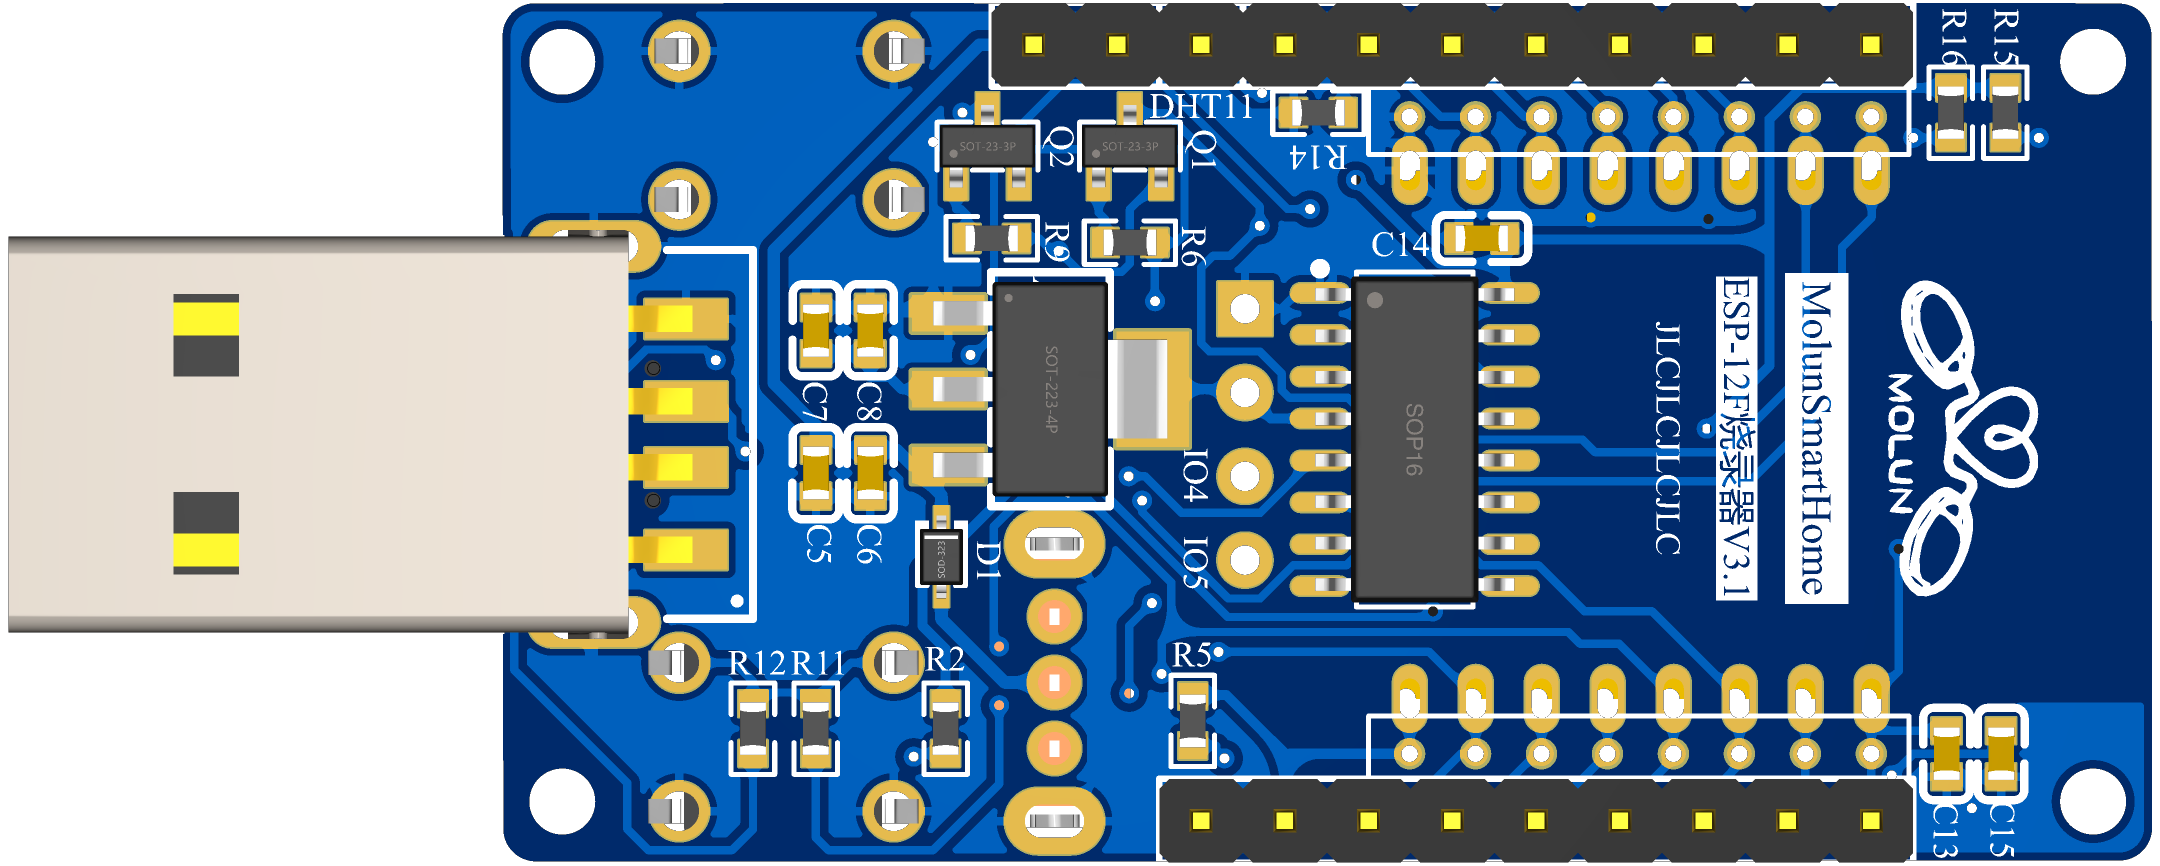 R16
R15
DHT11
Q2
Q1
SOT-23-3P
SOT-23-3P
R14
R9
R6
C14
C7
C8
SOT-223-4P
SOP16
IO4
IO5
C5
C6
SOD-323
D1
JLCJLCJLCJLC
ESP-12F烧录器V3.1
MolunSmartHome
MOLUN
R12
R11
R2
R5
C13
C15